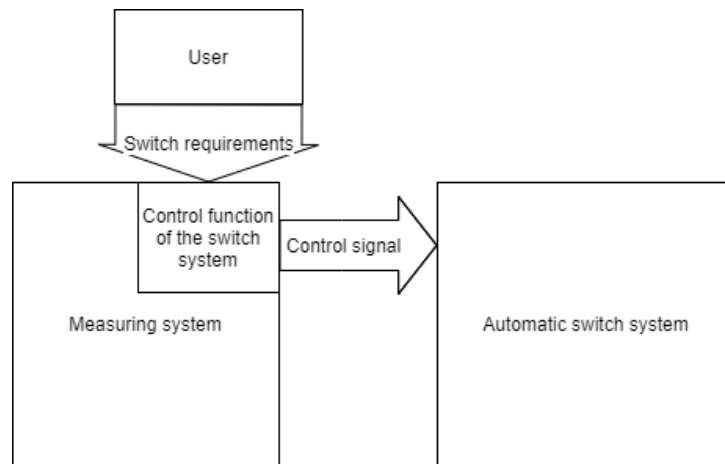 User
Switch requirements
Control function
of the switch
system
Control signal
Measuring system
Automatic switch system